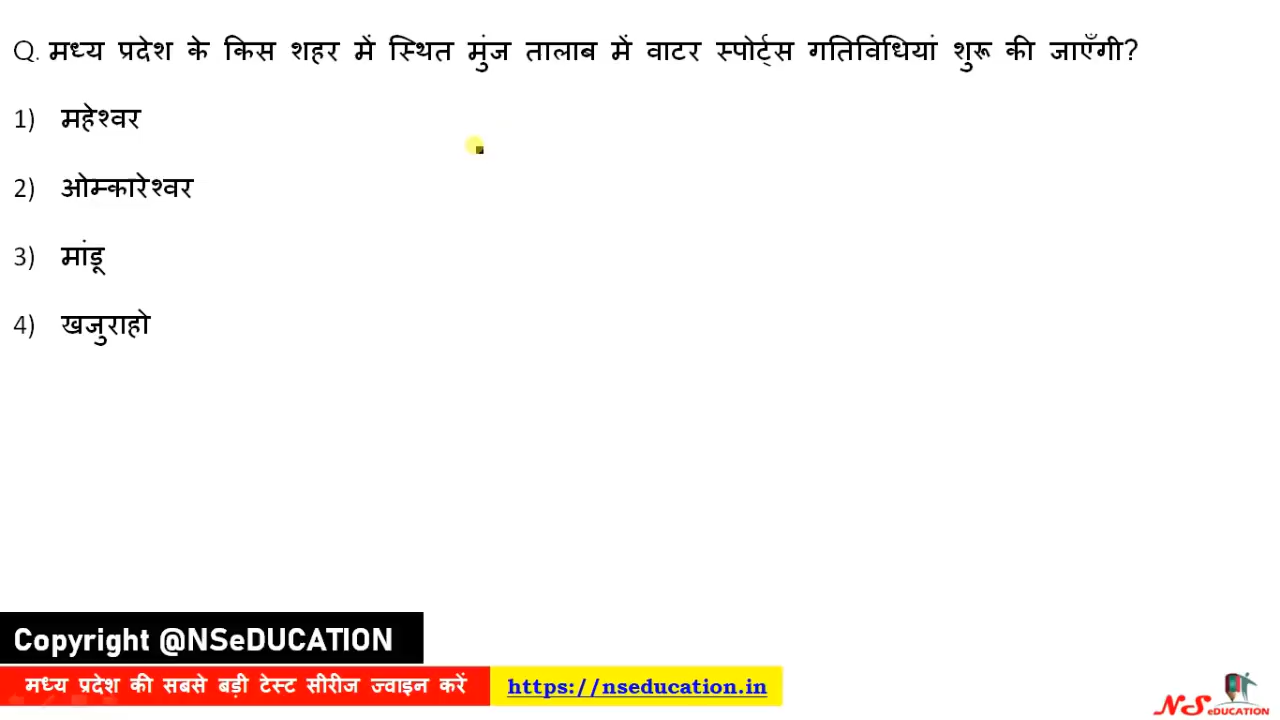 Q. मध्य प्रदेश के किस शहर में स्थित मुंज तालाब में वाटर स्पोर्ट्स गतिविधियां शुरू की जाएँगी?
1) महेश्वर
2) ओम्कारेश्वर
3) मांडू
4) खजुराहो
Copyright @NSeDUCATION
मध्य प्रदेश की सबसे बड़ी टेस्ट सीरीज ज्वाइन करें https://nseducation.in
NS eDUCATION